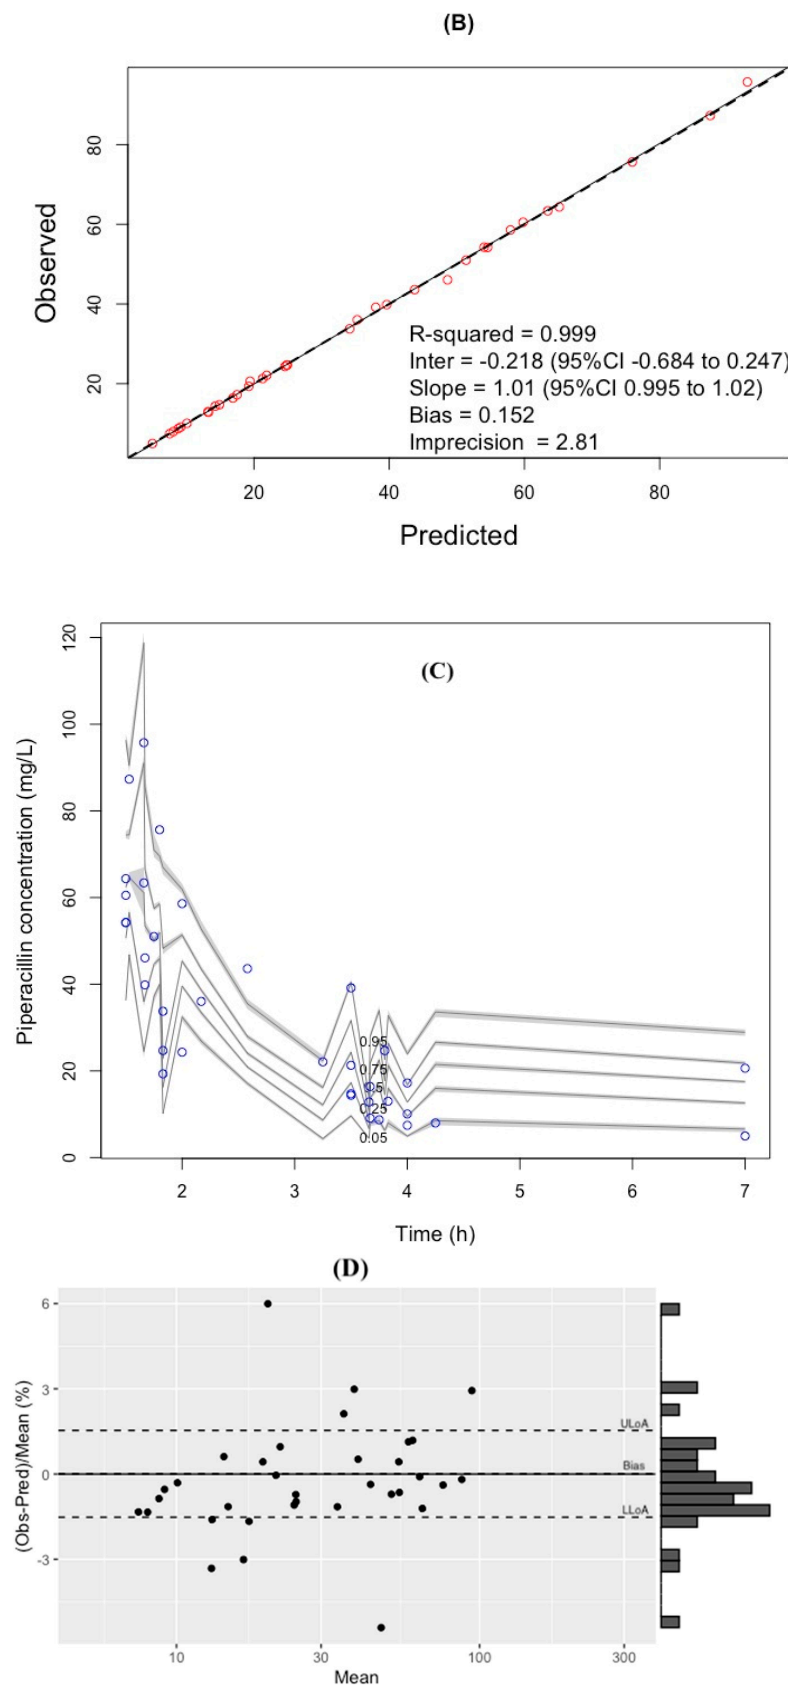 (B)
80
60
40
20
Observed
R-squared = 0.999
Inter = -0.218 (95%CI -0.684 to 0.247)
Slope = 1.01 (95%CI 0.995 to 1.02)
Bias = 0.152
Imprecision = 2.81
20 40 60 80
Predicted
(C)
120
100
80
60
40
20
0
Piperacillin concentration (mg/L)
0.95
0.75
0.25
0.05
2 3 4 5 6 7
Time (h)
(D)
6
3
0
-3
(Obs-Pred)/Mean (%)
ULoA
Bias
LLoA
10 30 100 300
Mean